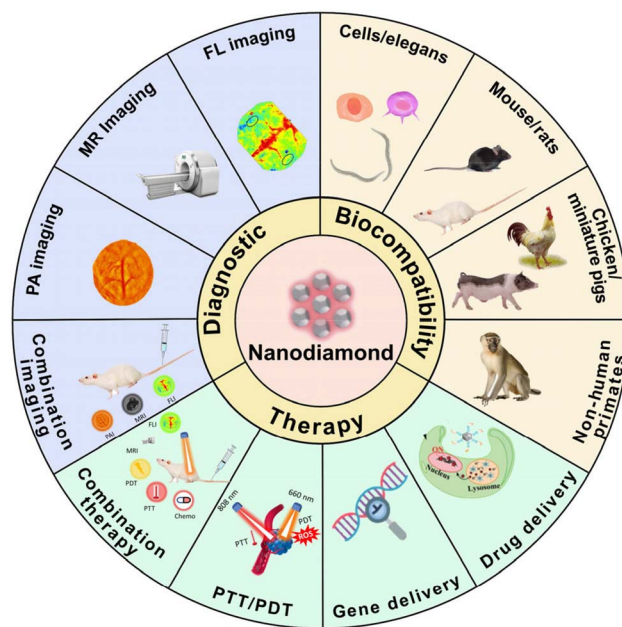 FL imaging
Cells/elegans
Mouse/rats
Chicken/
miniature pigs
Non-human
primates
Drug delivery
ON
Nucleus
Lysosome
Gene delivery
PTT/PDT
808 nm
660 nm
PTT
PDT
ROS
Combination
therapy
FLI
MRI
PDT
PTT
Chemo
Combination
imaging
PAI
MRI
FLI
PA imaging
MR Imaging
Diagnostic
Biocompatibility
Therapy
Nanodiamond